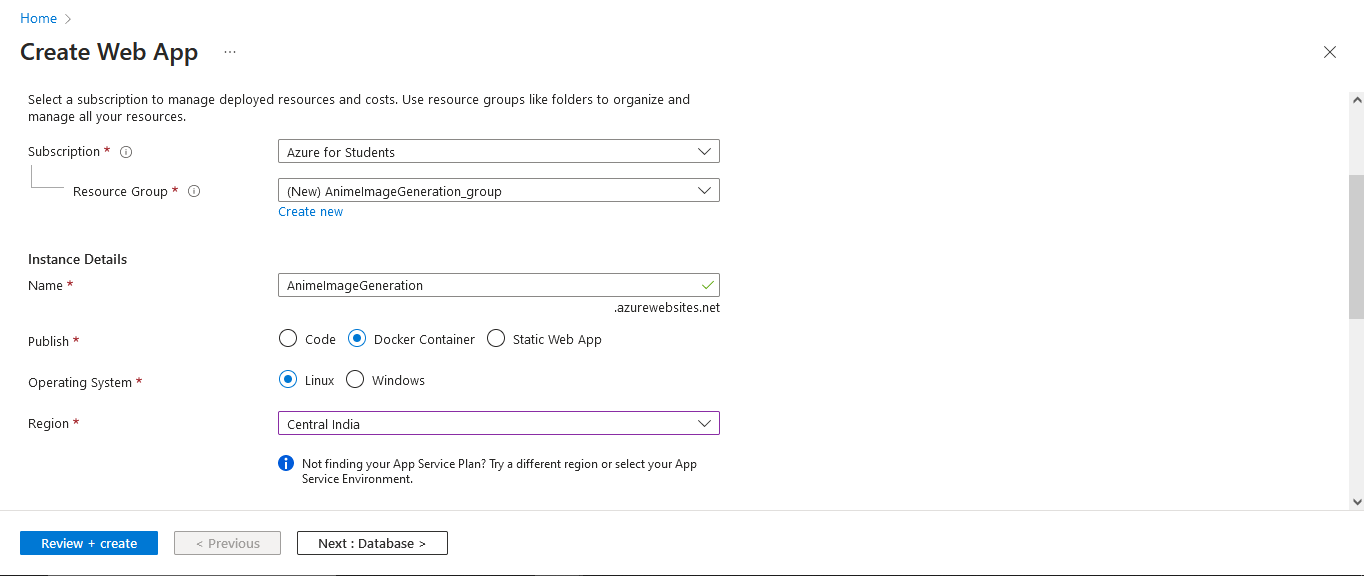 Home >
Create Web App ...
Select a subscription to manage deployed resources and costs. Use resource groups like folders to organize and
manage all your resources.
Subscription *
Azure for Students
Resource Group *
(New) AnimeImageGeneration_group
Create new
Instance Details
Name *
AnimeImageGeneration
.azurewebsites.net
Publish *
Code Docker Container Static Web App
Operating System *
Linux Windows
Region *
Central India
Not finding your App Service Plan? Try a different region or select your App
Service Environment.
Review + create < Previous Next : Database >